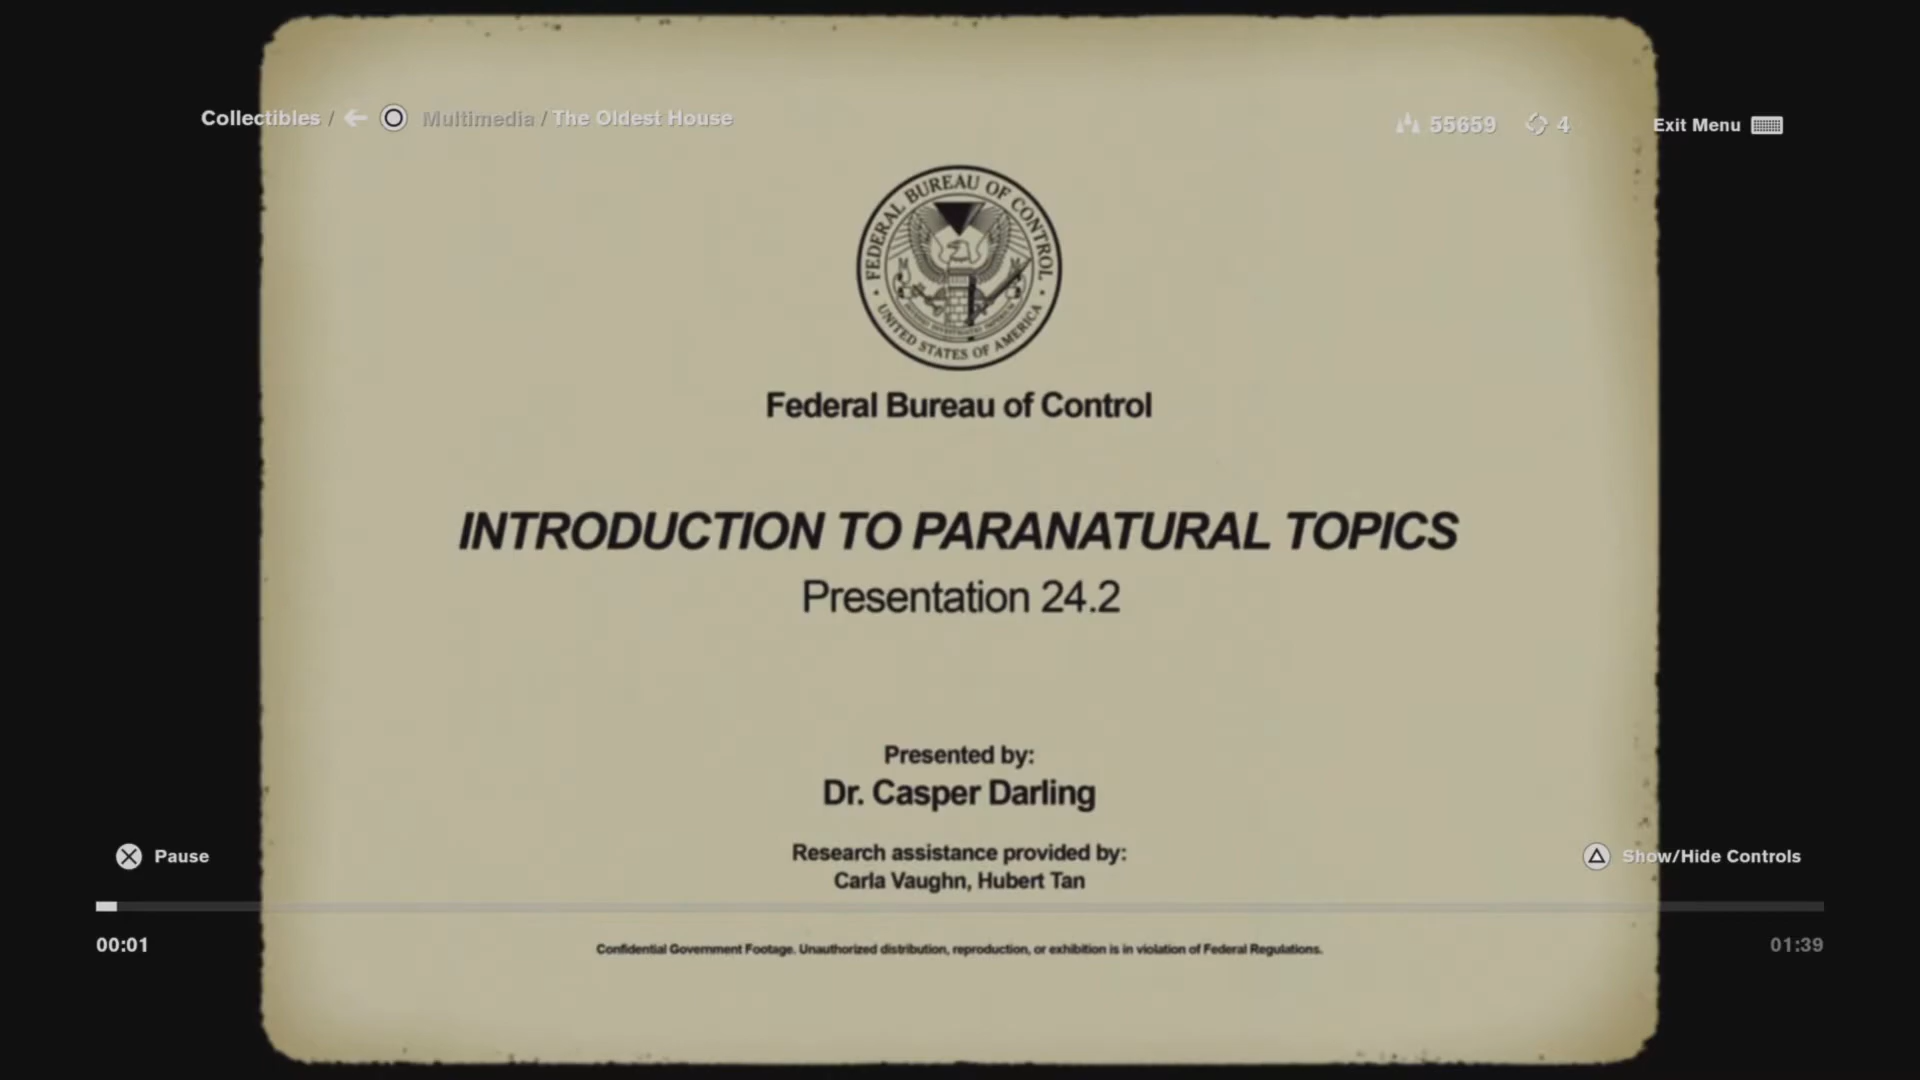 Collectibles / Multimedia / The Oldest House
55659 4 Exit Menu
FEDERAL BUREAU OF CONTROL
UNITED STATES OF AMERICA
Federal Bureau of Control
INTRODUCTION TO PARANATURAL TOPICS
Presentation 24.2
Presented by:
Dr. Casper Darling
Pause
Show/Hide Controls
Research assistance provided by:
Carla Vaughn, Hubert Tan
00:01
01:39
Confidential Government Footage. Unauthorized distribution, reproduction, or exhibition is in violation of Federal Regulations.